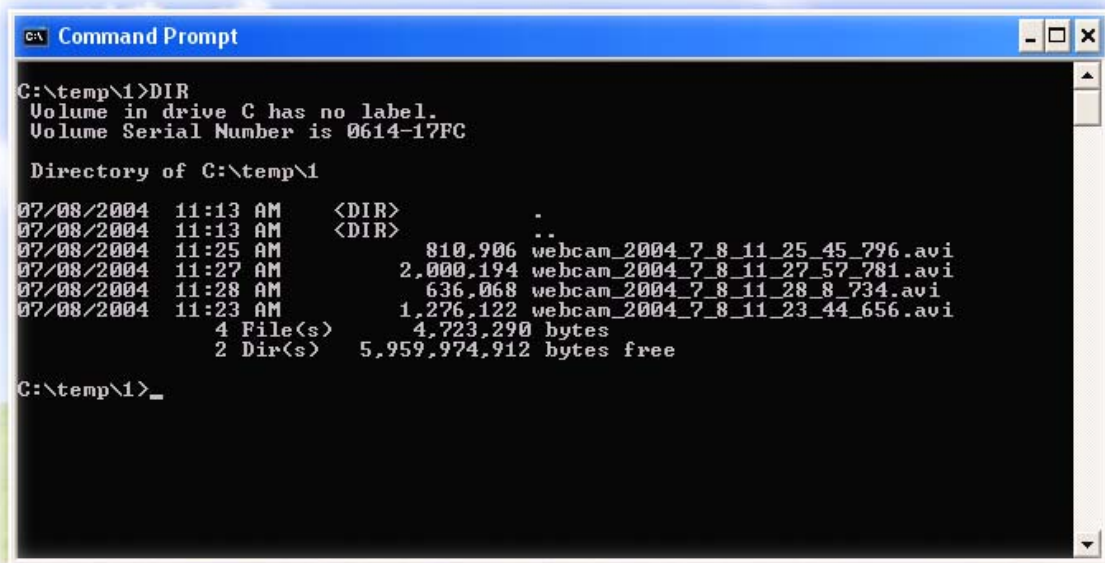 Command Prompt
C:\temp\1>DIR
 Volume in drive C has no label.
 Volume Serial Number is 0614-17FC
 Directory of C:\temp\1
07/08/2004  11:13 AM    <DIR>          .
07/08/2004  11:13 AM    <DIR>          ..
07/08/2004  11:25 AM           810,906 webcam_2004_7_8_11_25_45_796.avi
07/08/2004  11:27 AM         2,000,194 webcam_2004_7_8_11_27_57_781.avi
07/08/2004  11:28 AM           636,068 webcam_2004_7_8_11_28_8_734.avi
07/08/2004  11:23 AM         1,276,122 webcam_2004_7_8_11_23_44_656.avi
               4 File(s)      4,723,290 bytes
               2 Dir(s)   5,959,974,912 bytes free
C:\temp\1>_